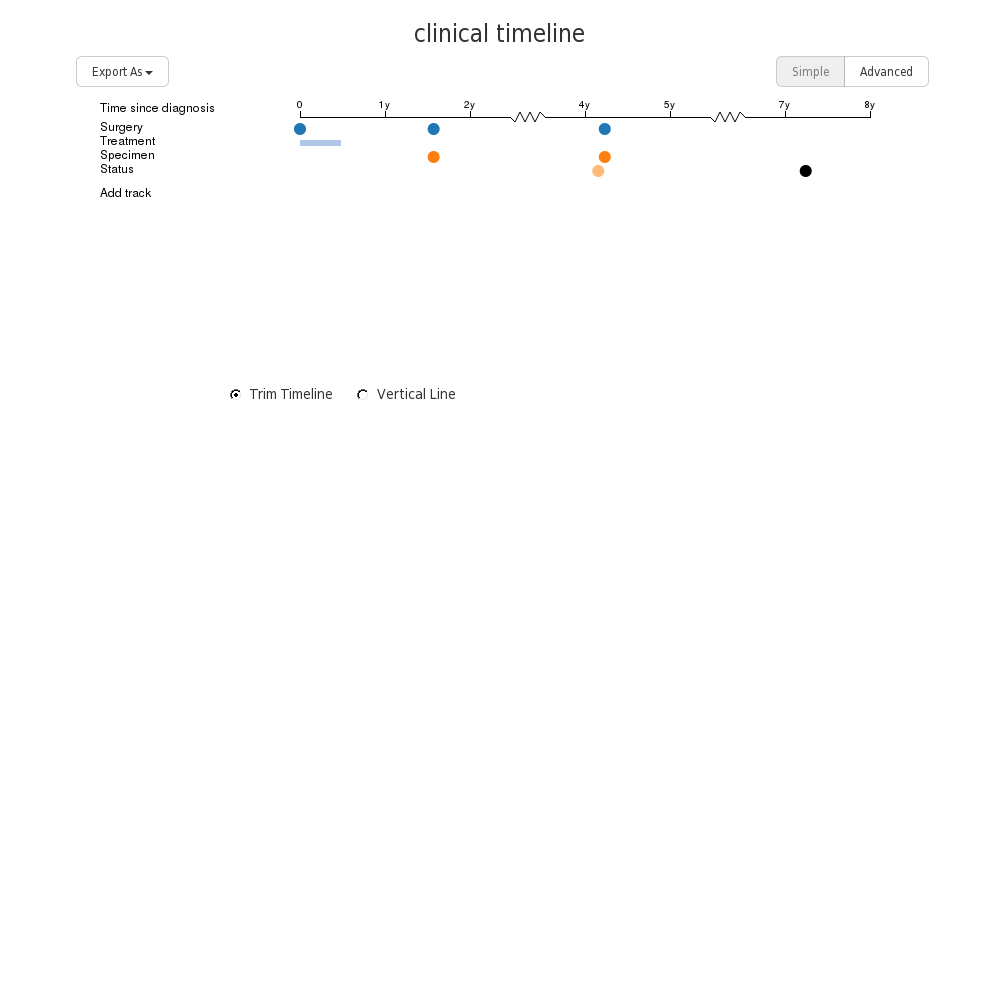 clinical timeline
Export As
Simple Advanced
Time since diagnosis 0 1y 2y 4y 5y 7y 8y
Surgery
Treatment
Specimen
Status
Add track
Trim Timeline Vertical Line